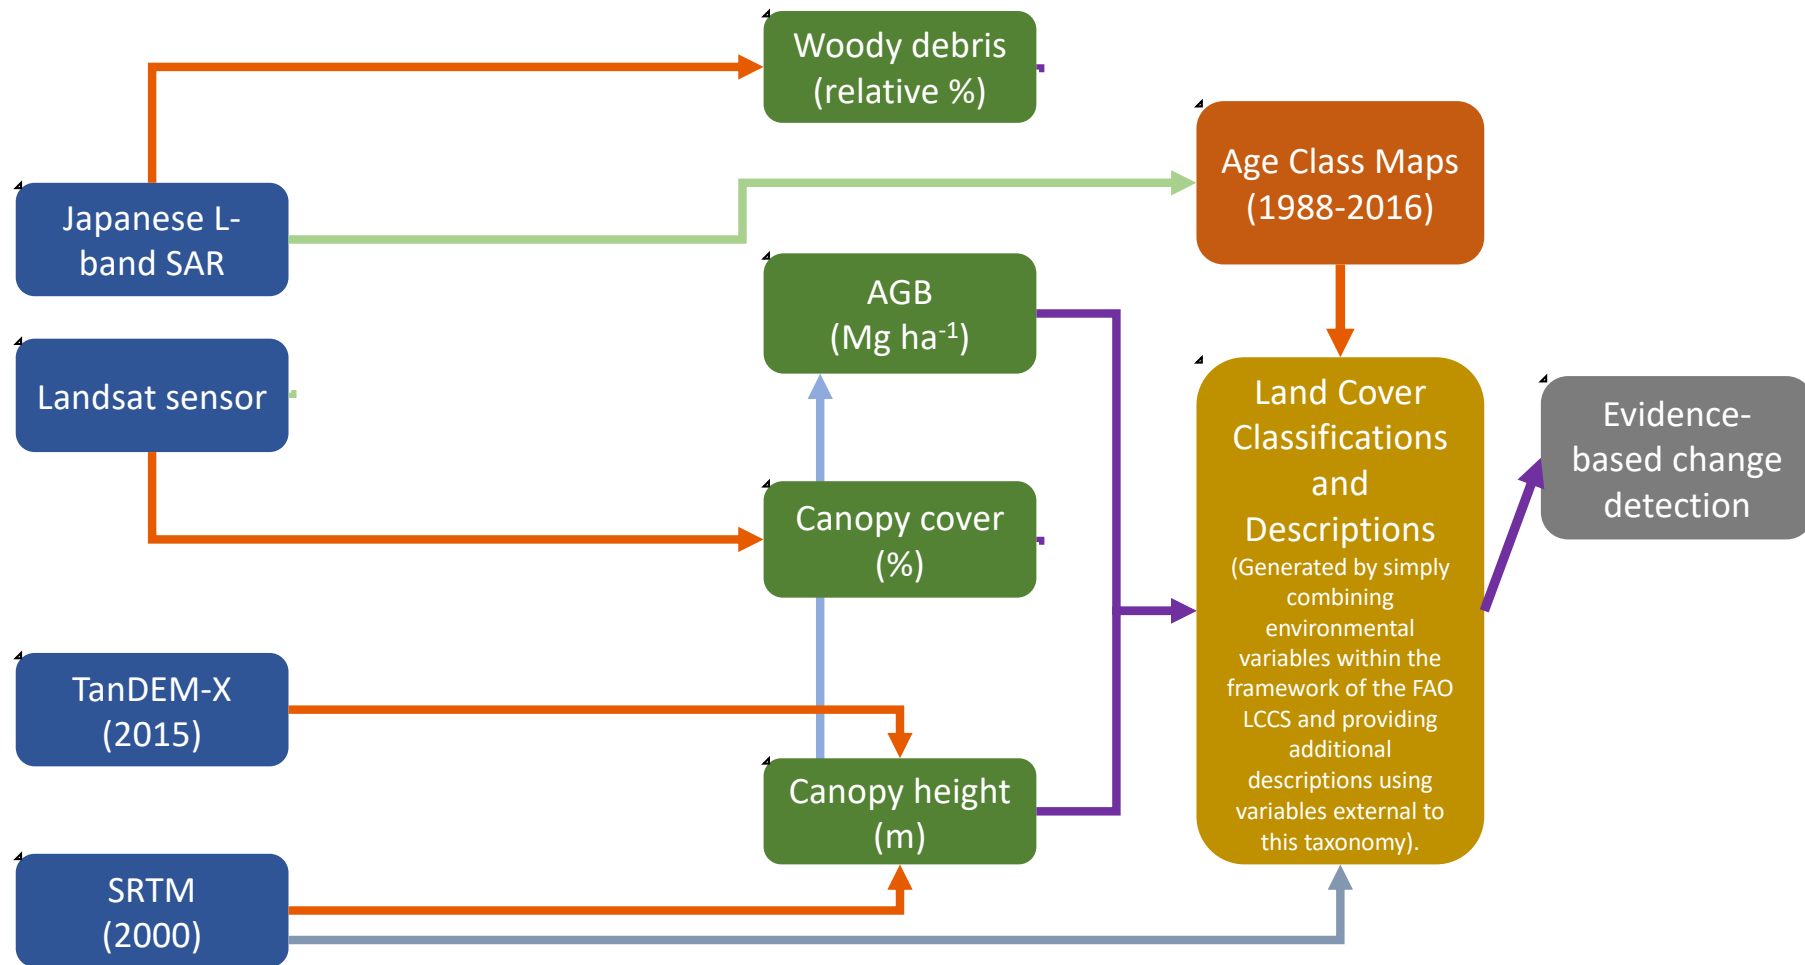 Woody debris
(relative %)
Age Class Maps
(1988-2016)
Japanese L-
band SAR
AGB
(Mg ha⁻¹)
Landsat sensor
Land Cover
Classifications
and
Descriptions
(Generated by simply
combining
environmental
variables within the
framework of the FAO
LCCS and providing
additional
descriptions using
variables external to
this taxonomy).
Evidence-
based change
detection
Canopy cover
(%)
TanDEM-X
(2015)
Canopy height
(m)
SRTM
(2000)